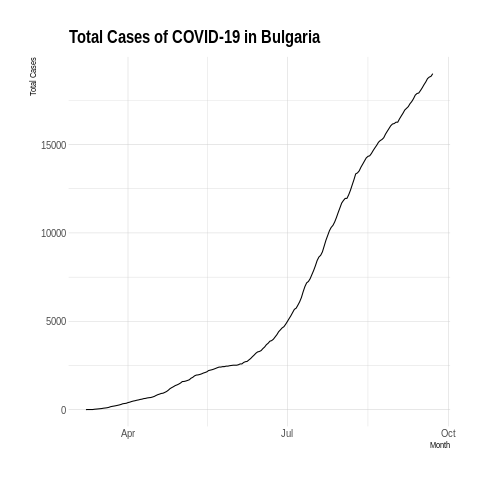 Total Cases of COVID-19 in Bulgaria
Total Cases
15000
10000
5000
0
Apr Jul Oct
Month